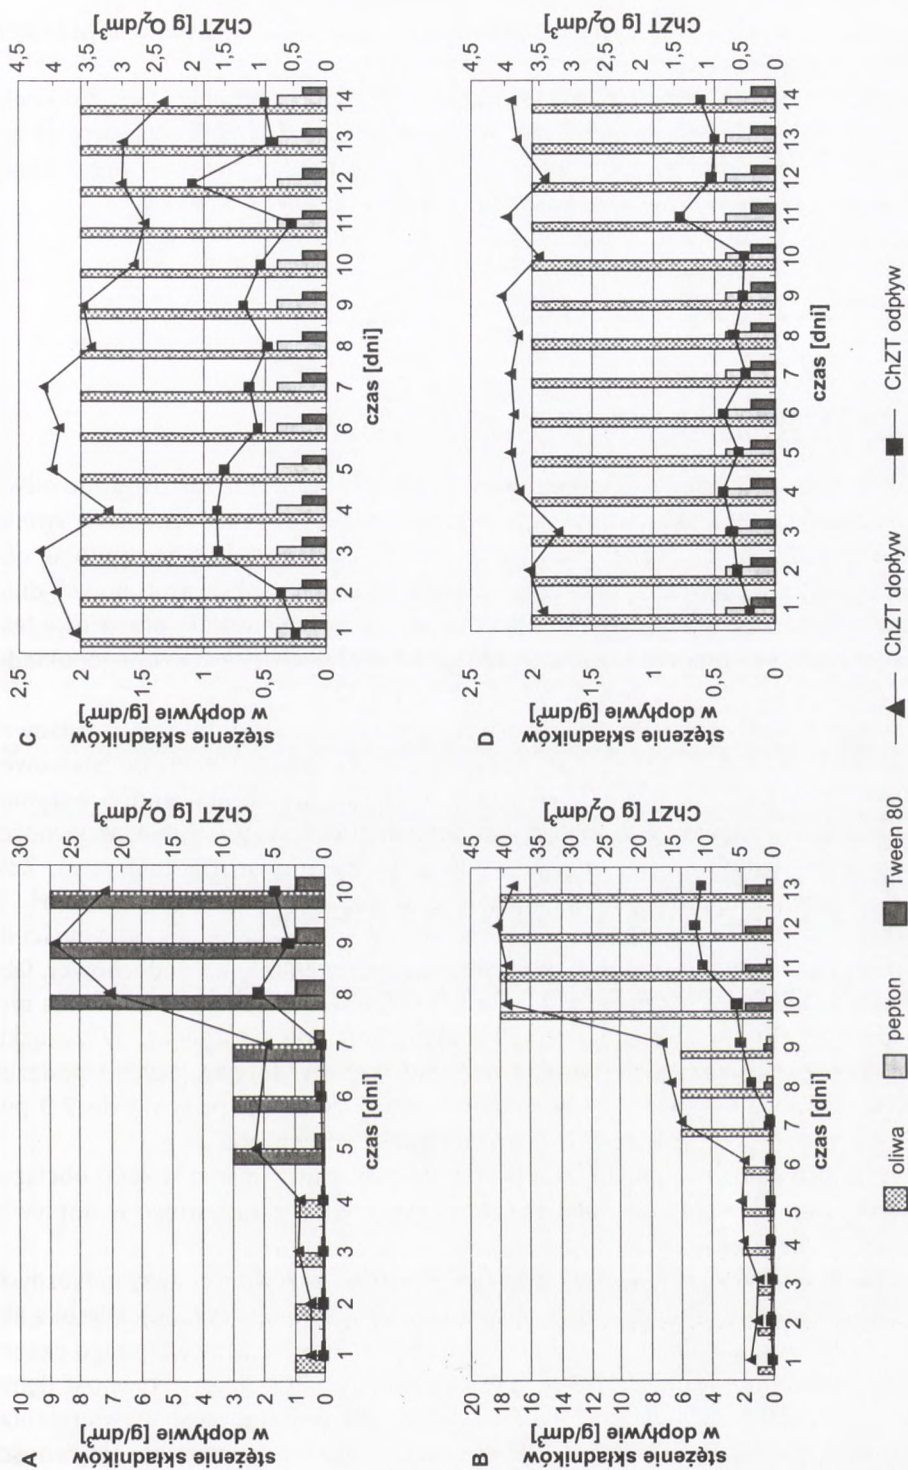 A
stężenie składników
w dopływie [g/dm³]
10
9
8
7
6
5
4
3
2
1
0
30
25
20
15
10
5
0
ChZT [g O₂/dm³]
1 2 3 4 5 6 7 8 9 10
czas [dni]
C
stężenie składników
w dopływie [g/dm³]
2,5
2
1,5
1
0,5
0
4,5
4
3,5
3
2,5
2
1,5
1
0,5
0
ChZT [g O₂/dm³]
1 2 3 4 5 6 7 8 9 10 11 12 13 14
czas [dni]
B
stężenie składników
w dopływie [g/dm³]
20
18
16
14
12
10
8
6
4
2
0
45
40
35
30
25
20
15
10
5
0
ChZT [g O₂/dm³]
1 2 3 4 5 6 7 8 9 10 11 12 13
czas [dni]
D
stężenie składników
w dopływie [g/dm³]
2,5
2
1,5
1
0,5
0
4,5
4
3,5
3
2,5
2
1,5
1
0,5
0
ChZT [g O₂/dm³]
1 2 3 4 5 6 7 8 9 10 11 12 13 14
czas [dni]
oliwa pepton Tween 80 ChZT dopływ ChZT odpływ